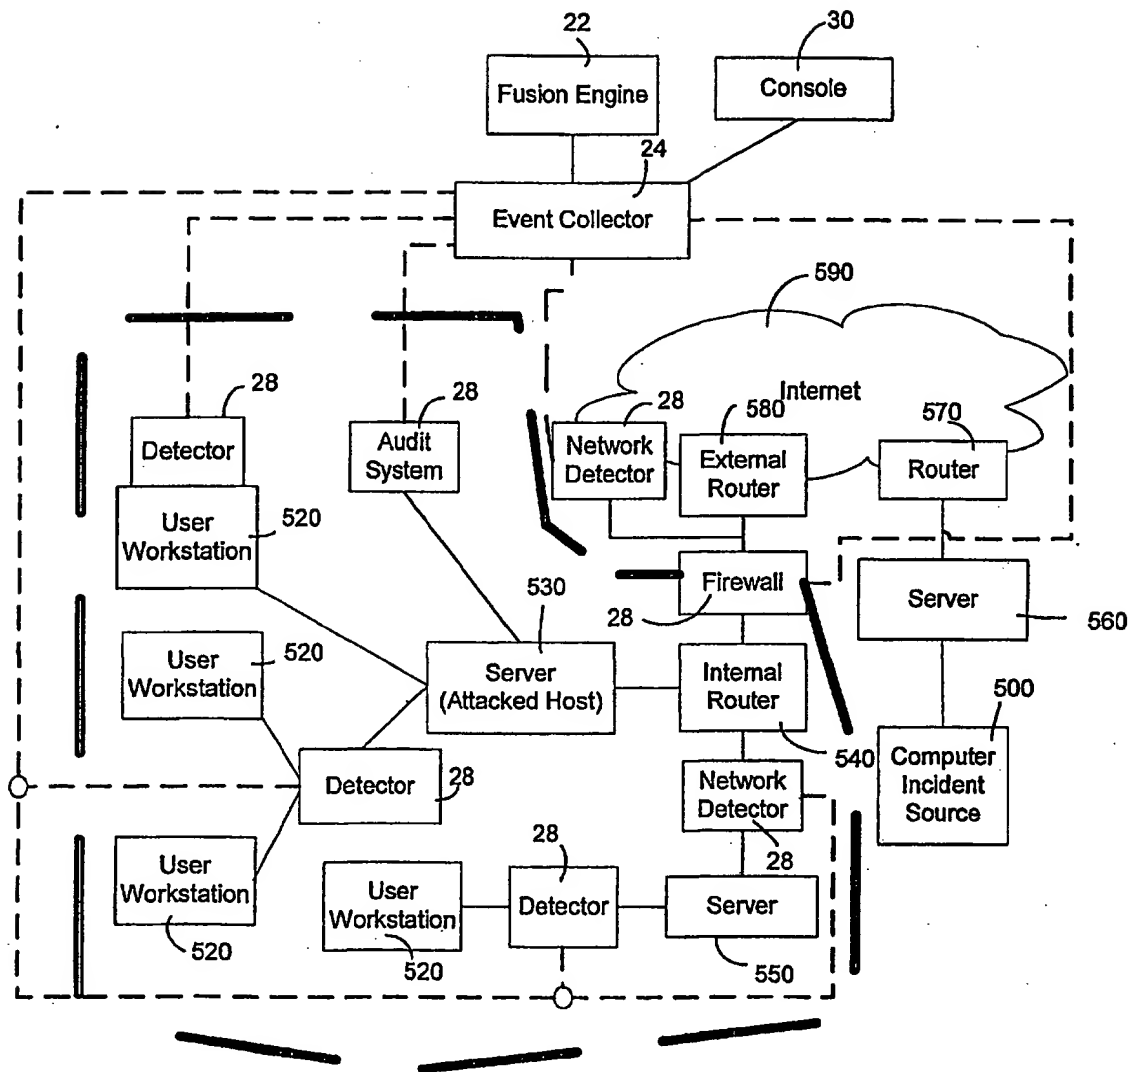 22
30
Fusion Engine
Console
24
Event Collector
590
Internet
28
28
28
580
570
Detector
Audit
System
Network
Detector
External
Router
Router
User
Workstation
520
Firewall
28
Server
560
530
User
Workstation
520
Server
(Attacked Host)
Internal
Router
540
500
Computer
Incident
Source
Detector
28
Network
Detector
28
User
Workstation
520
User
Workstation
520
28
Detector
Server
550